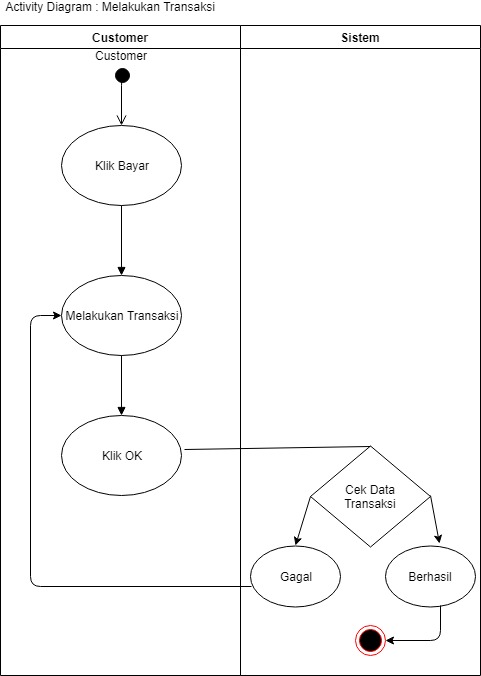 Activity Diagram : Melakukan Transaksi
Customer
Sistem
Customer
Klik Bayar
Melakukan Transaksi
Klik OK
Cek Data
Transaksi
Gagal
Berhasil